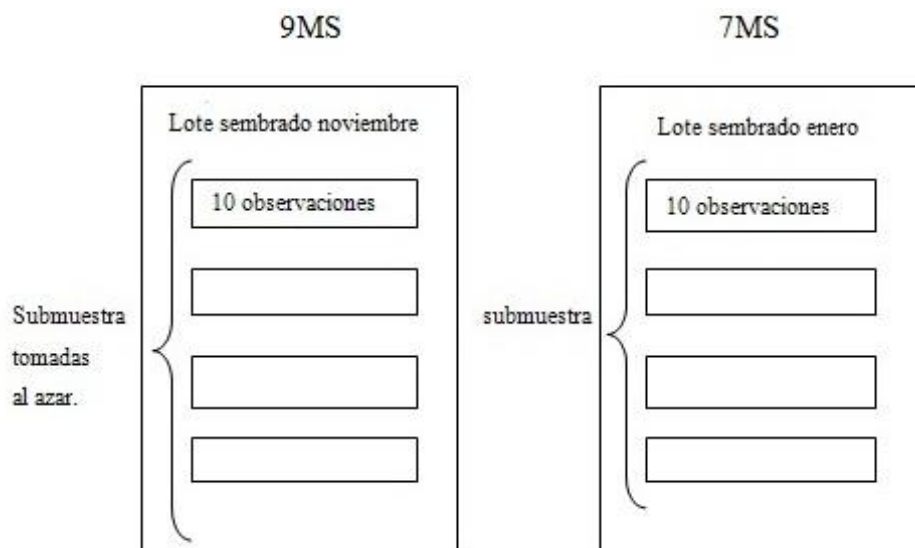 9MS
7MS
Lote sembrado noviembre
Lote sembrado enero
10 observaciones
10 observaciones
Submuestra
tomadas
al azar.
submuestra